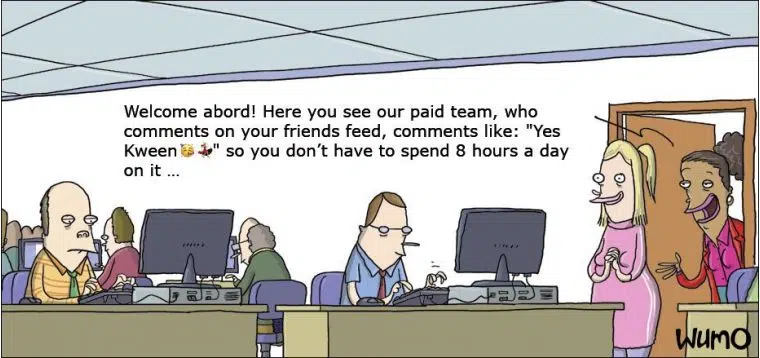 Welcome abord! Here you see our paid team, who
comments on your friends feed, comments like: "Yes
Kween🥳💃" so you don’t have to spend 8 hours a day
on it ...
WUMO